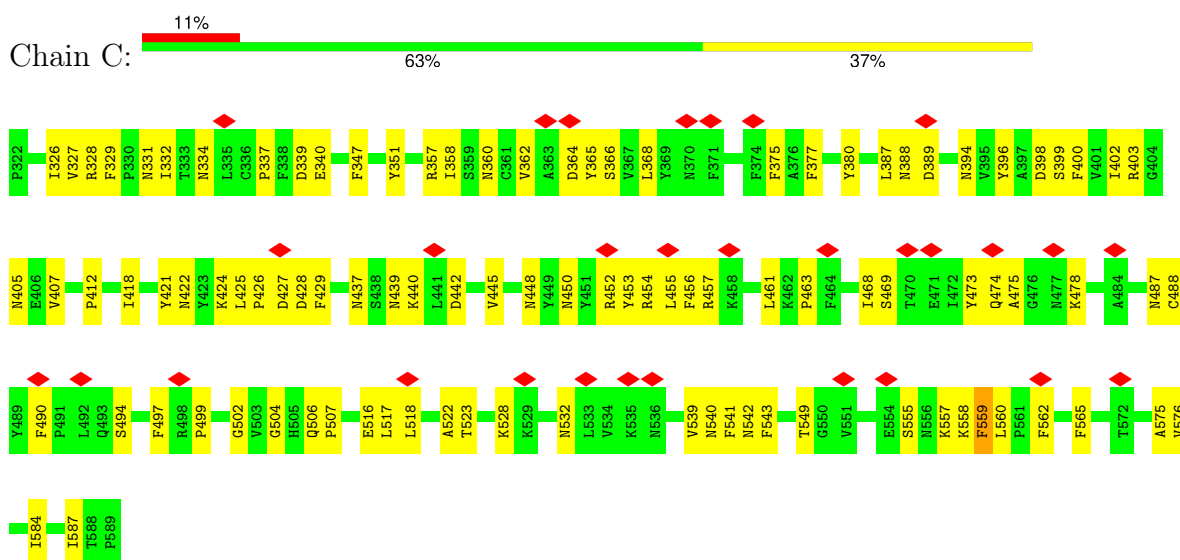 11%
Chain C:
63% 37%
P322 I326 V327 R328 F329 P330 N331 I332 T333 N334 L335 C336 P337 F338 D339 E340 F347 Y351 R357 I358 S359 N360 C361 V362 A363 D364 Y365 S366 V367 L368 Y369 N370 F371 F374 F375 A376 F377 Y380 L387 N388 D389 N394 V395 Y396 A397 D398 S399 F400 V401 I402 R403 G404
N405 E406 V407 P412 I418 Y421 N422 Y423 K424 L425 P426 D427 D428 F429 N437 S438 N439 K440 L441 D442 V445 N448 Y449 N450 Y451 R452 Y453 R454 L455 F456 R457 K458 L461 K462 P463 F464 I468 S469 T470 E471 I472 Y473 Q474 A475 G476 N477 K478 A484 N487 C488
Y489 F490 P491 L492 Q493 S494 F497 R498 P499 G502 V503 G504 H505 Q506 P507 E516 L517 L518 A522 T523 K528 K529 N532 L533 V534 K535 N536 V539 N540 F541 N542 F543 T549 G550 V551 E554 S555 N556 K557 K558 F559 L560 P561 F562 F565 T572 A575 V576
I584 I587 T588 P589